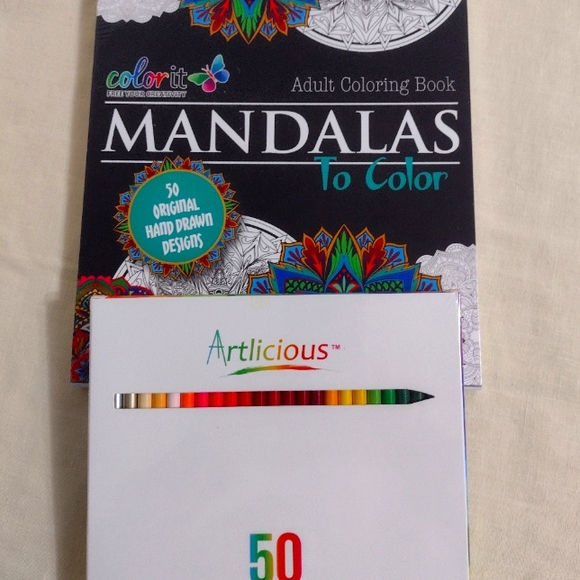 colorit
FREE YOUR CREATIVITY
Adult Coloring Book
MANDALAS
To Color
50
ORIGINAL
HAND DRAWN
DESIGNS
Artlicious™
50